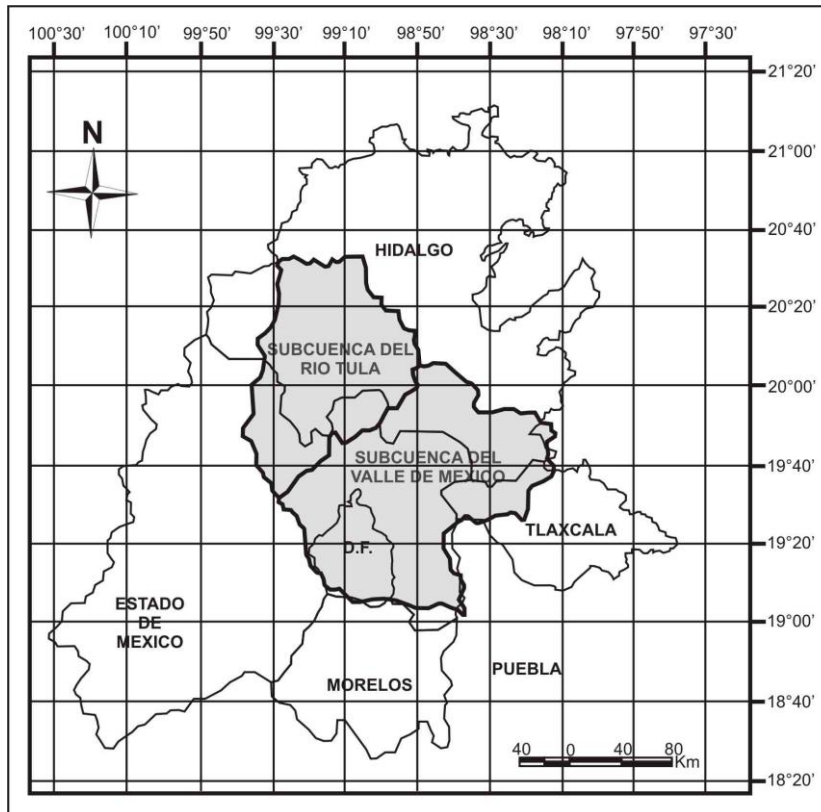 100°30' 100°10' 99°50' 99°30' 99°10' 98°50' 98°30' 98°10' 97°50' 97°30'
21°20'
N
21°00'
20°40'
HIDALGO
20°20'
SUBCUENCA DEL
RIO TULA
20°00'
SUBCUENCA DEL
VALLE DE MEXICO
19°40'
TLAXCALA
D.F.
19°20'
ESTADO
DE
MEXICO
19°00'
PUEBLA
MORELOS
18°40'
40 0 40 80
Km
18°20'